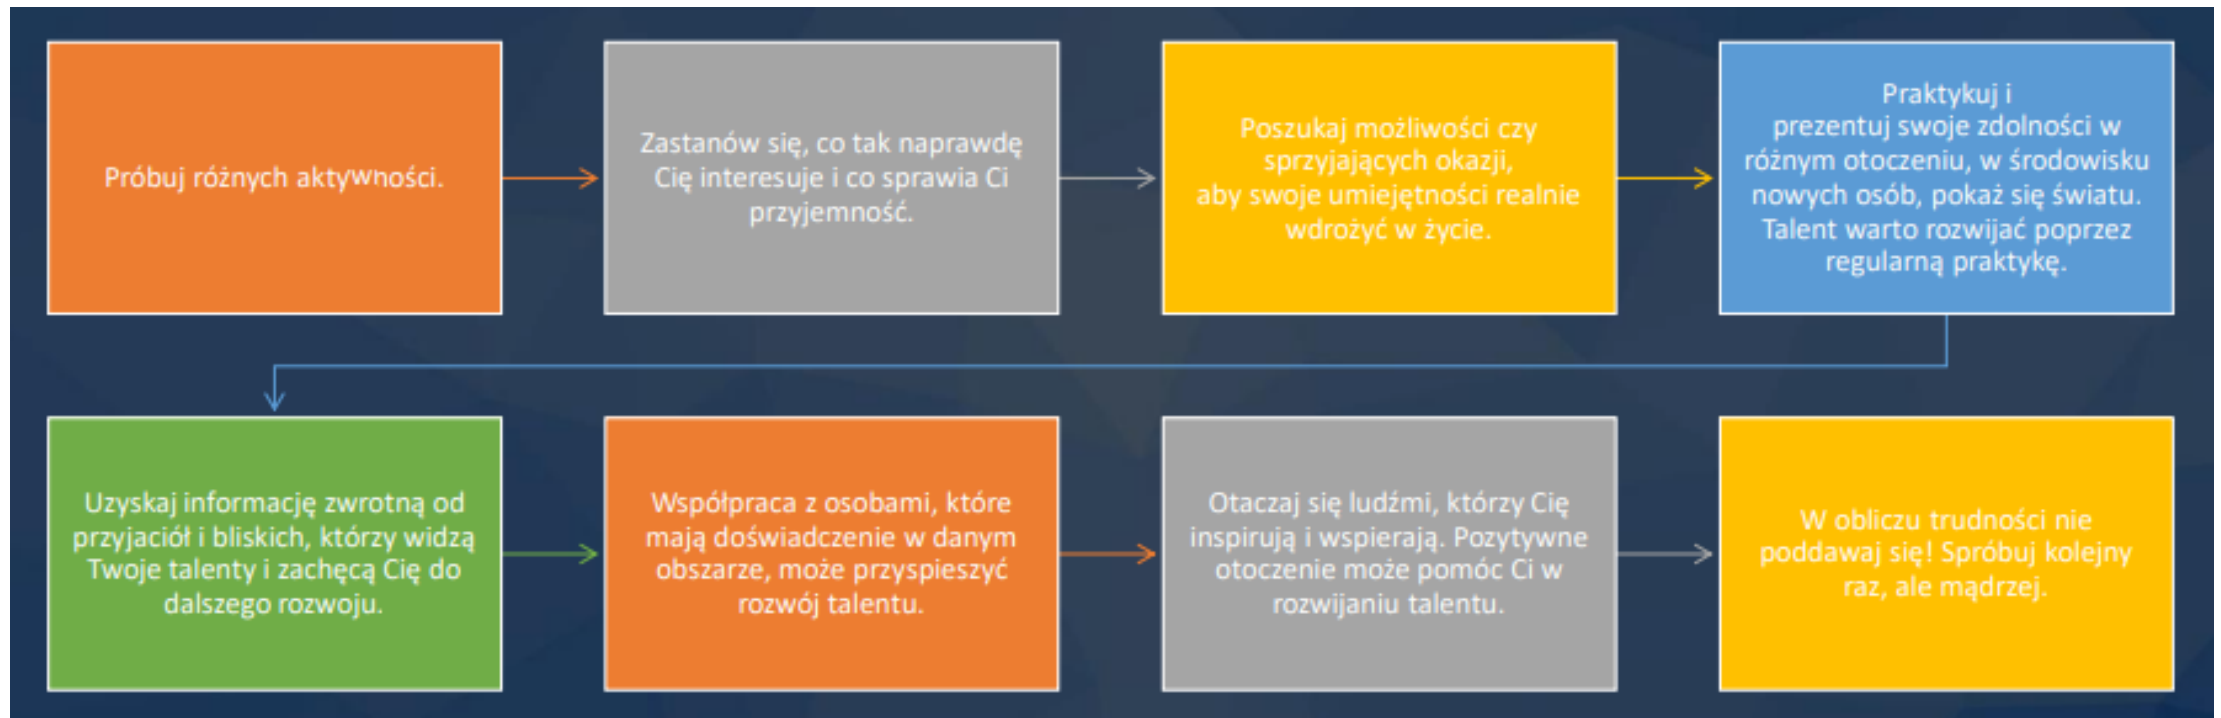 Próbuj różnych aktywności.
Zastanów się, co tak naprawdę
Cię interesuje i co sprawia Ci
przyjemność.
Poszukaj możliwości czy
sprzyjających okazji,
aby swoje umiejętności realnie
wdrożyć w życie.
Praktykuj i
prezentuj swoje zdolności w
różnym otoczeniu, w środowisku
nowych osób, pokaż się światu.
Talent warto rozwijać poprzez
regularną praktykę.
Uzyskaj informację zwrotną od
przyjaciół i bliskich, którzy widzą
Twoje talenty i zachęcą Cię do
dalszego rozwoju.
Współpraca z osobami, które
mają doświadczenie w danym
obszarze, może przyspieszyć
rozwój talentu.
Otaczaj się ludźmi, którzy Cię
inspirują i wspierają. Pozytywne
otoczenie może pomóc Ci w
rozwijaniu talentu.
W obliczu trudności nie
poddawaj się! Spróbuj kolejny
raz, ale mądrzej.